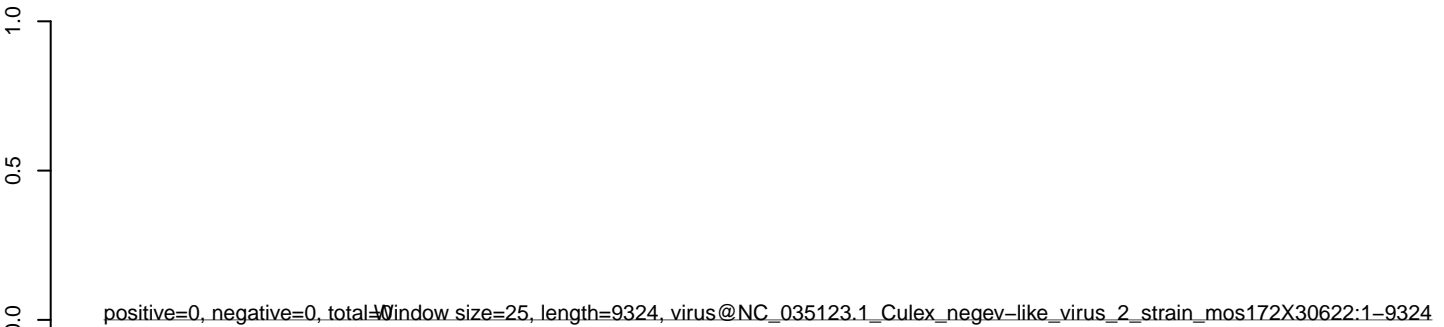 1.0
0.5
0.0
positive=0, negative=0, total=0
Window size=25, length=9324, virus@NC_035123.1_Culex_negev−like_virus_2_strain_mos172X30622:1−9324